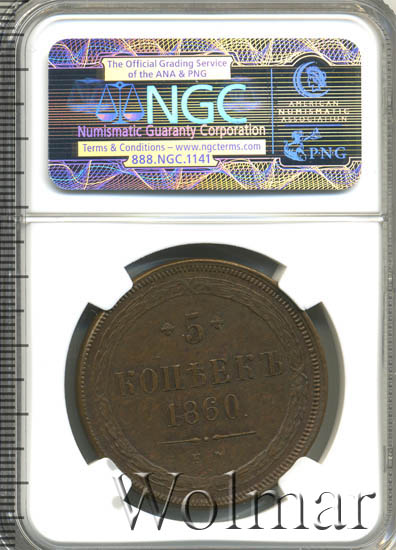 The Official Grading Service
of the ANA & PNG
NGC
Numismatic Guaranty Corporation
Terms & Conditions – www.ngcterms.com
888.NGC.1141
AMERICAN
NUMISMATIC
ASSOCIATION
PNG
5
КОПѢЕКЪ
1860.
Е М
Wolmar